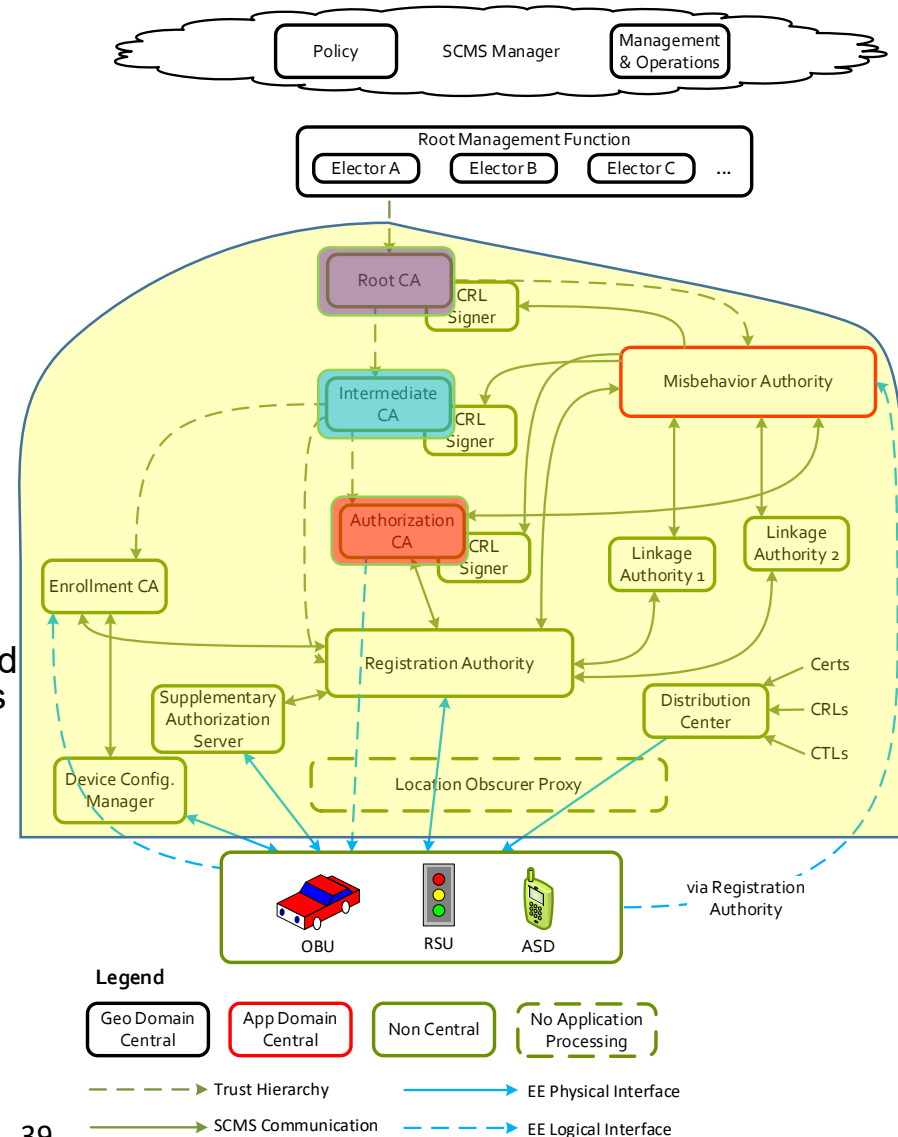 Policy
SCMS Manager
Management
& Operations
Root Management Function
Elector A
Elector B
Elector C
...
Root CA
CRL
Signer
Misbehavior Authority
Intermediate
CA
CRL
Signer
Authorization
CA
CRL
Signer
Linkage
Authority 1
Linkage
Authority 2
Enrollment CA
Registration Authority
d
s
Supplementary
Authorization
Server
Distribution
Center
Certs
CRLs
CTLs
Device Config.
Manager
Location Obscurer Proxy
OBU
RSU
ASD
via Registration
Authority
Legend
Geo Domain
Central
App Domain
Central
Non Central
No Application
Processing
Trust Hierarchy
EE Physical Interface
SCMS Communication
EE Logical Interface
39